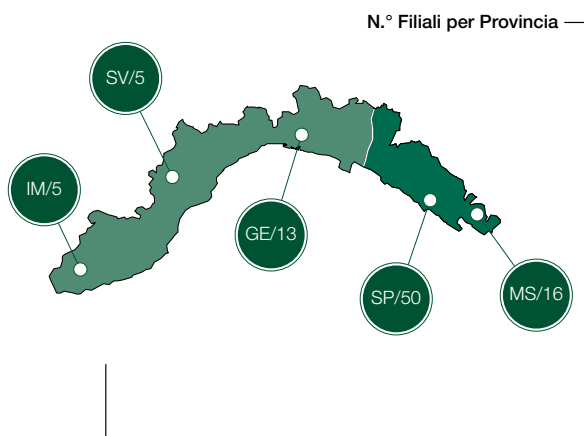 N.° Filiali per Provincia
SV/5
IM/5
GE/13
SP/50
MS/16